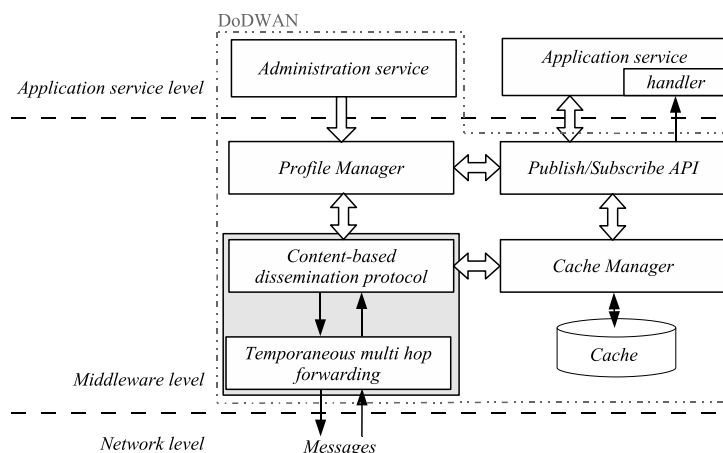 DoDWAN
Administration service
Application service
handler
Application service level
Profile Manager
Publish/Subscribe API
Content-based
dissemination protocol
Cache Manager
Temporaneous multi hop
forwarding
Cache
Middleware level
Network level
Messages